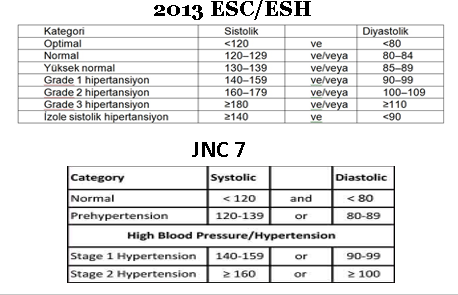 2013 ESC/ESH
Kategori Sistolik Diyastolik
Optimal <120 ve <80
Normal 120–129 ve/veya 80–84
Yüksek normal 130–139 ve/veya 85–89
Grade 1 hipertansiyon 140–159 ve/veya 90–99
Grade 2 hipertansiyon 160–179 ve/veya 100–109
Grade 3 hipertansiyon ≥180 ve/veya ≥110
İzole sistolik hipertansiyon ≥140 ve <90
JNC 7
Category Systolic Diastolic
Normal < 120 and < 80
Prehypertension 120-139 or 80-89
High Blood Pressure/Hypertension
Stage 1 Hypertension 140-159 or 90-99
Stage 2 Hypertension ≥ 160 or ≥ 100